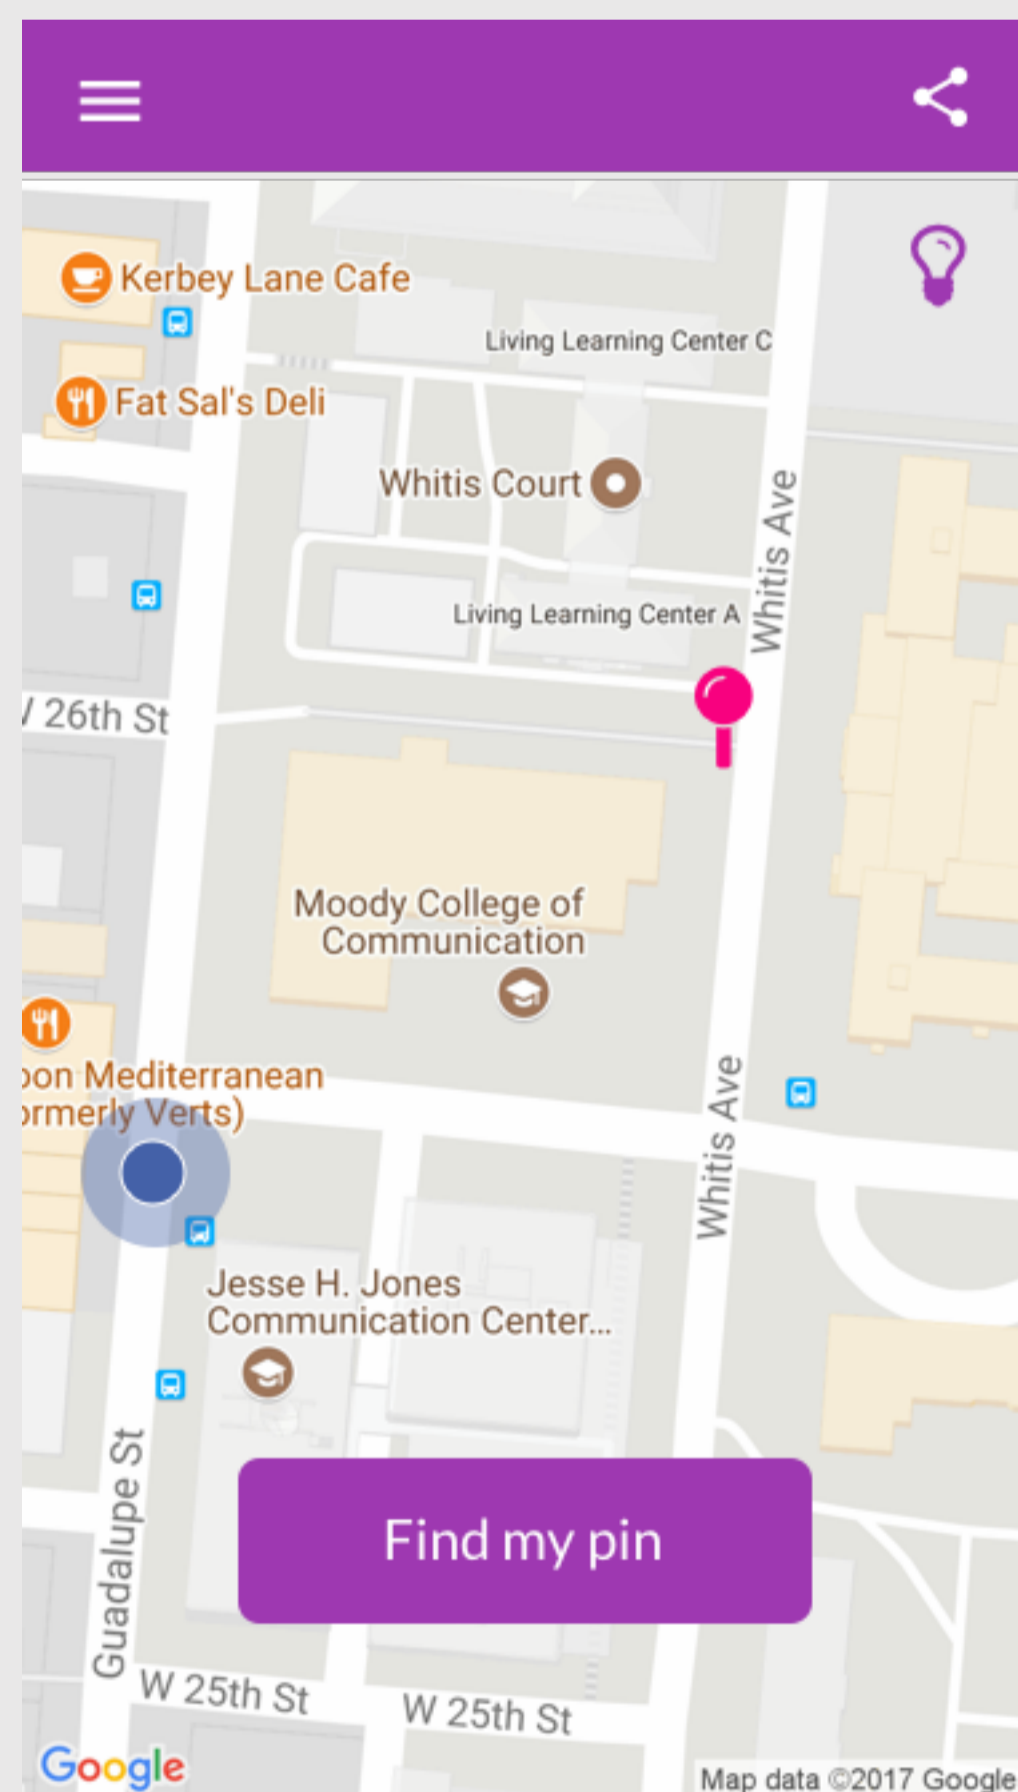 Kerbey Lane Cafe
Living Learning Center C
Fat Sal's Deli
Whitis Court
Whitis Ave
Living Learning Center A
26th St
Moody College of
Communication
Mediterranean
Verts)
Whitis Ave
Jesse H. Jones
Communication Center...
Guadalupe St
Find my pin
W 25th St
W 25th St
Google
Map data ©2017 Google